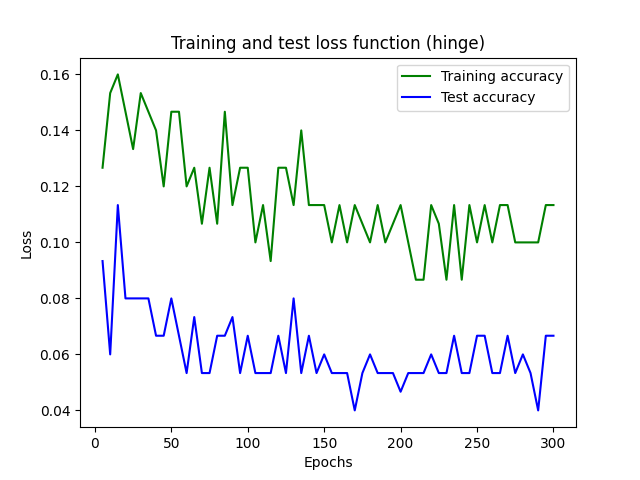 Training and test loss function (hinge)
Training accuracy
Test accuracy
Loss
0.16
0.14
0.12
0.10
0.08
0.06
0.04
0
50
100
150
200
250
300
Epochs